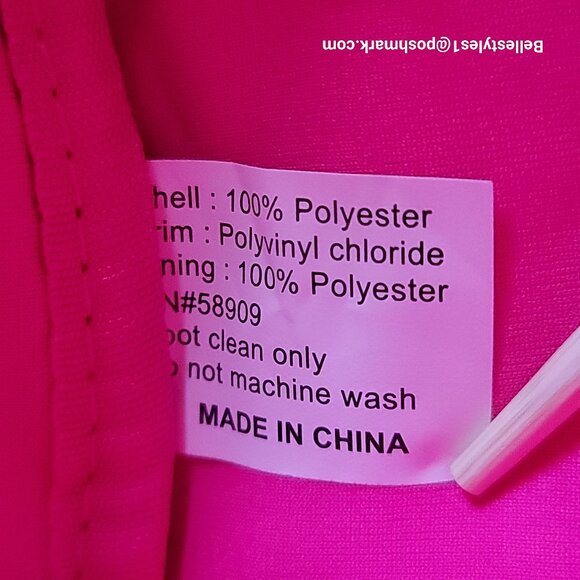 Bellestyles1@poshmark.com
hell : 100% Polyester
rim : Polyvinyl chloride
ning : 100% Polyester
N#58909
oot clean only
o not machine wash
MADE IN CHINA